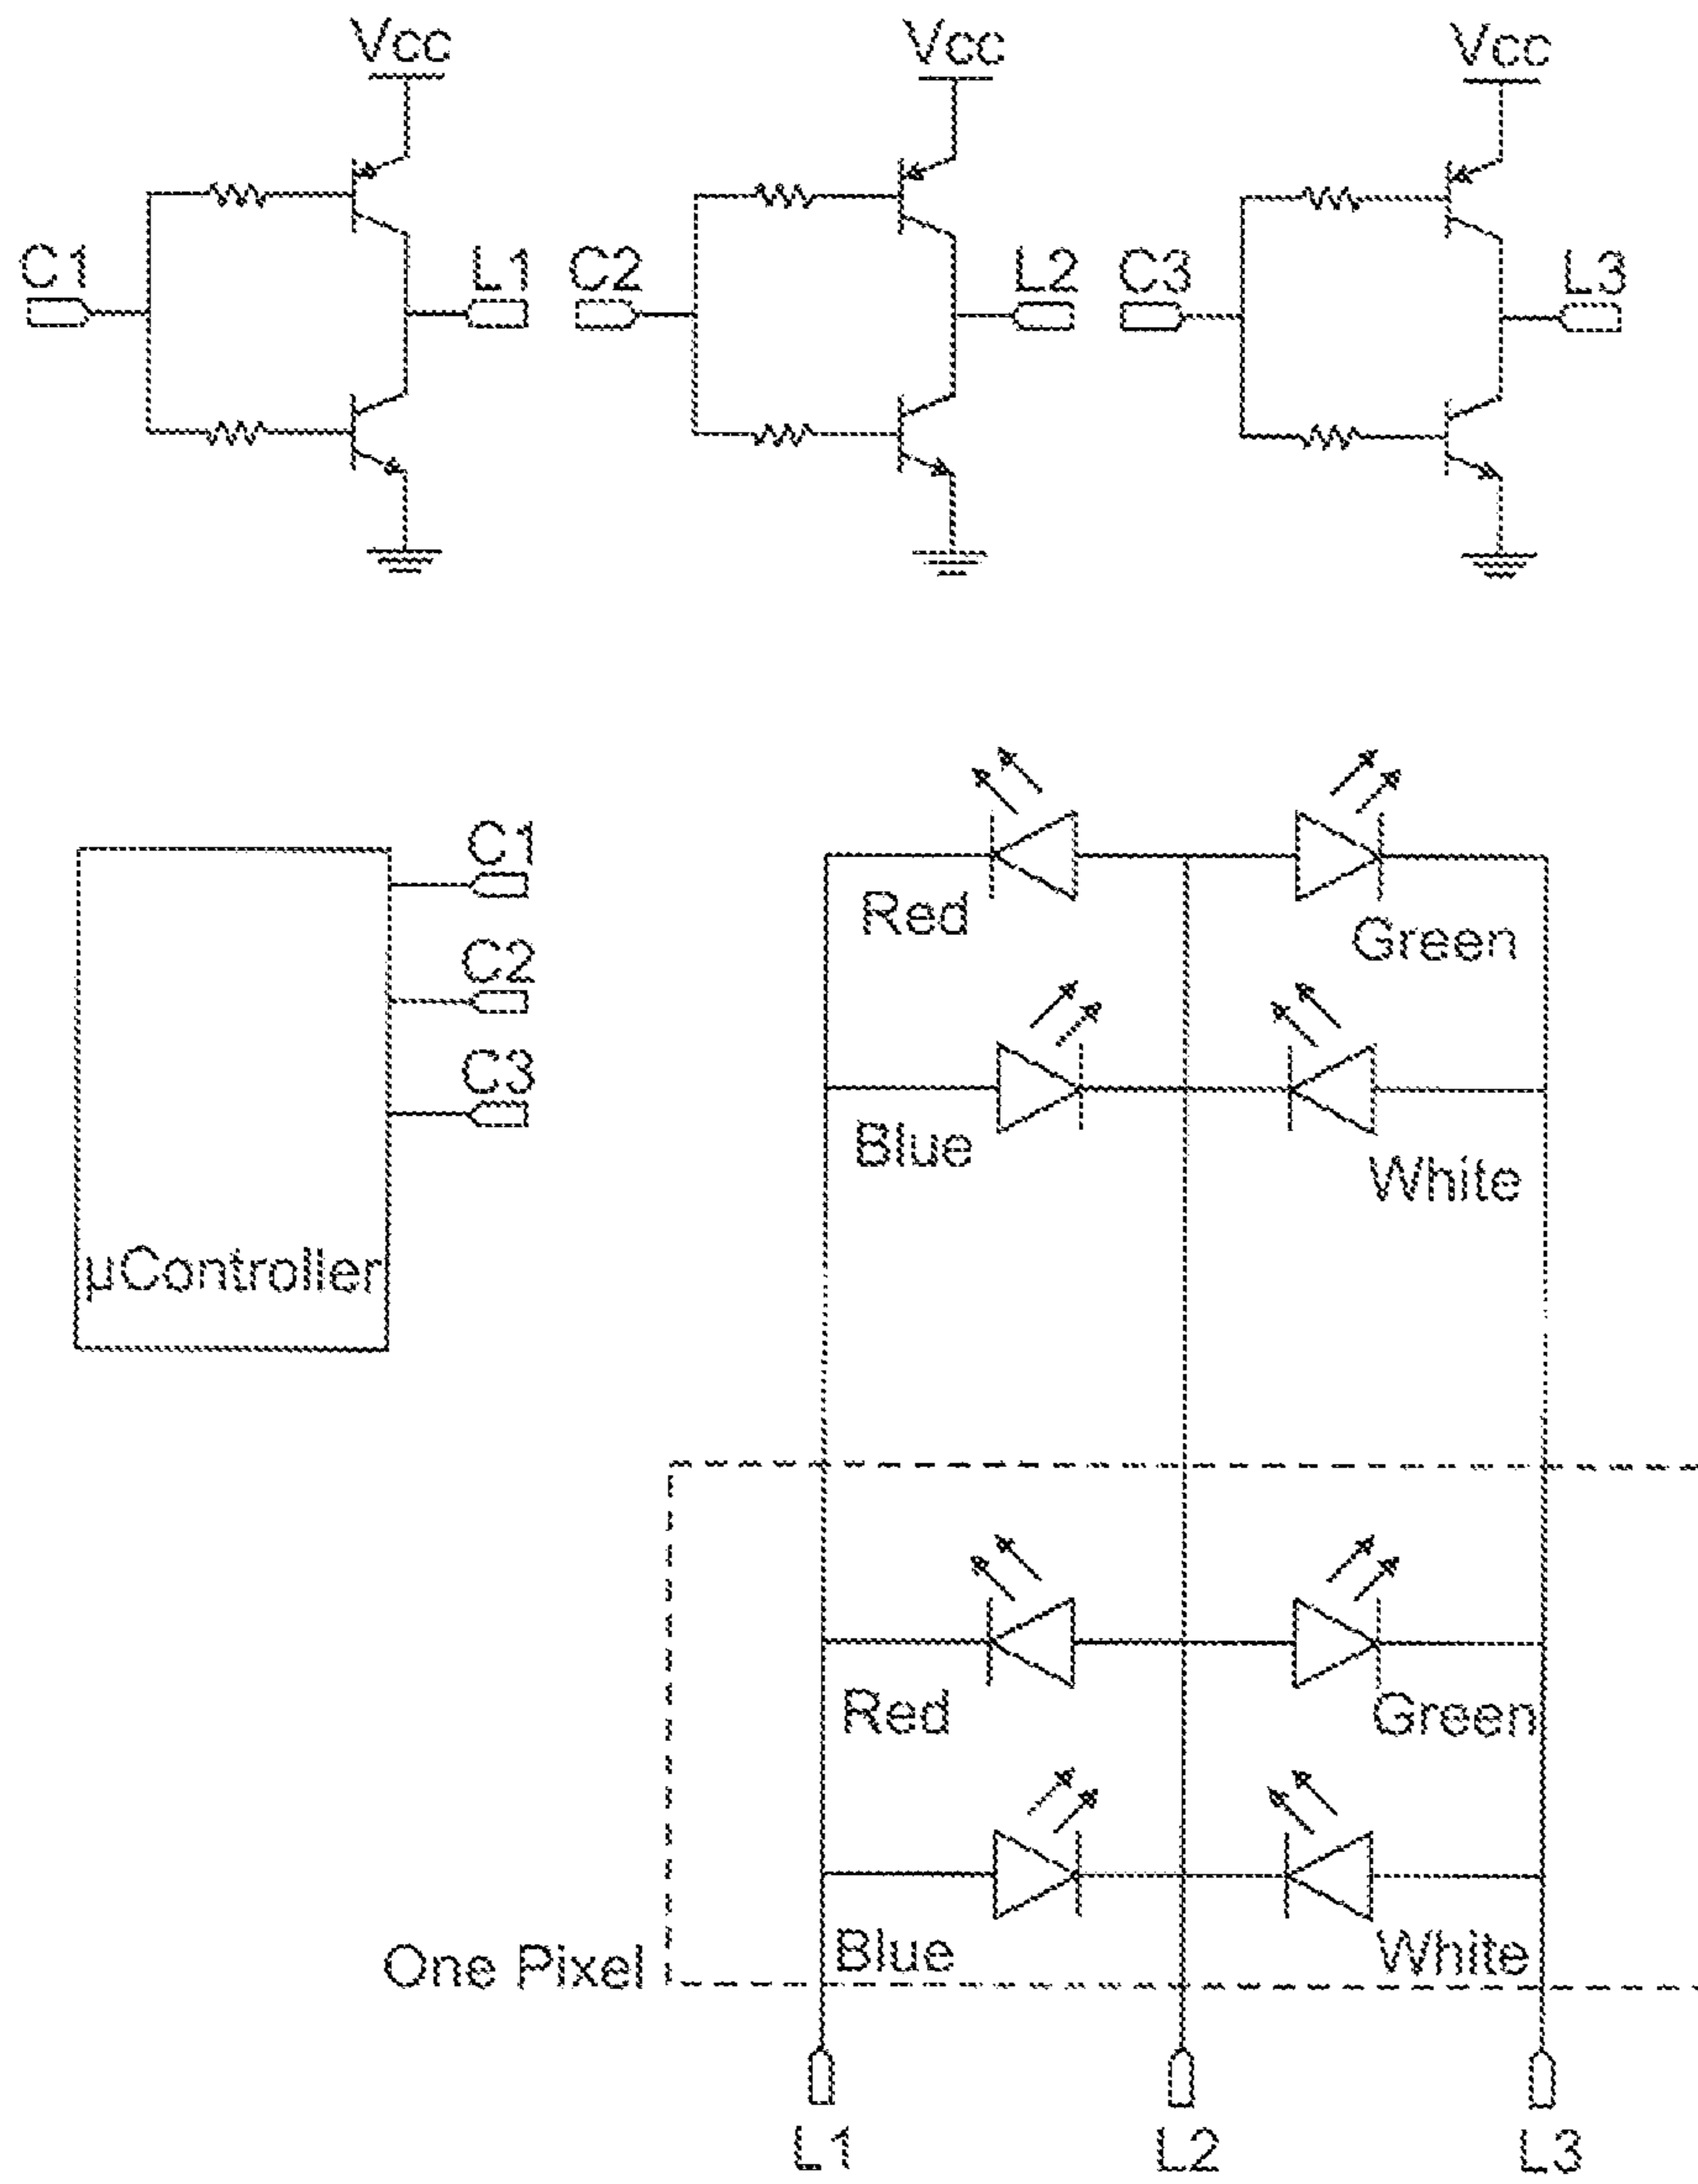 Vcc Vcc Vcc
C1 L1 C2 L2 C3 L3
C1
Red Green
C2
C3
Blue White
µController
Red Green
One Pixel Blue White
L1 L2 L3